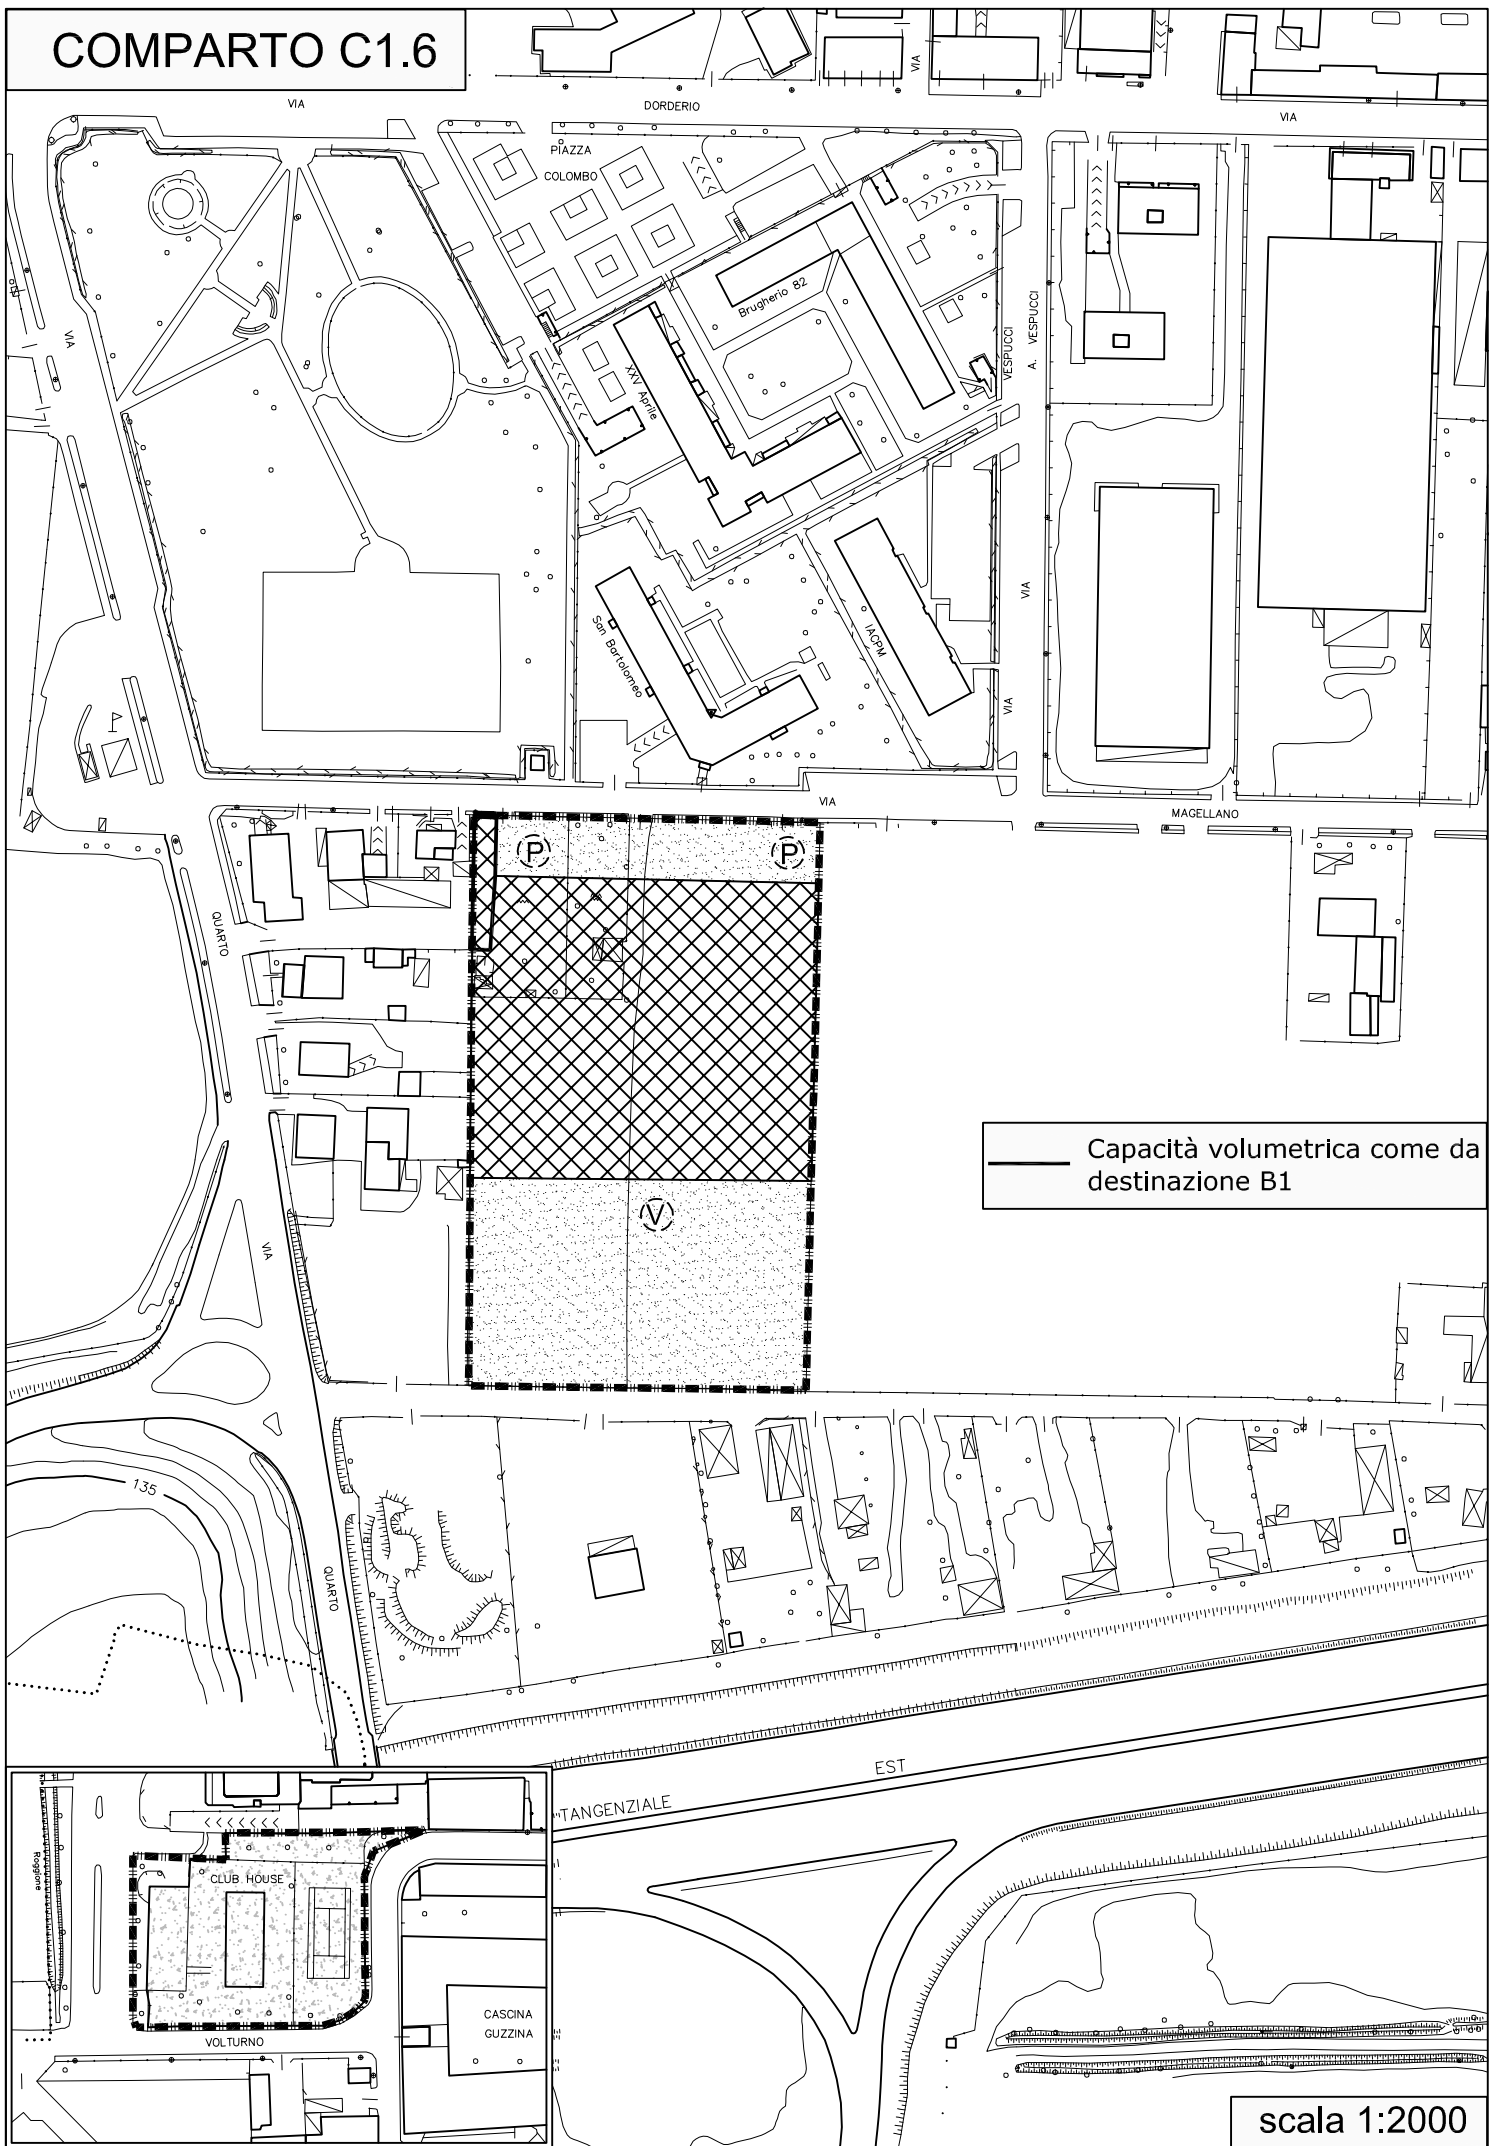 COMPARTO C1.6
VIA
DORDERIO
VIA
VIA
PIAZZA
COLOMBO
Brugherio B2
XXV Aprile
VESPUCCI
A. VESPUCCI
VIA
VIA
San Bartolomeo
IACPM
VIA
VIA
MAGELLANO
P
P
QUARTO
Capacità volumetrica come da
destinazione B1
V
VIA
135
QUARTO
EST
TANGENZIALE
Roggione
CLUB HOUSE
CASCINA
GUZZINA
VOLTURNO
scala 1:2000